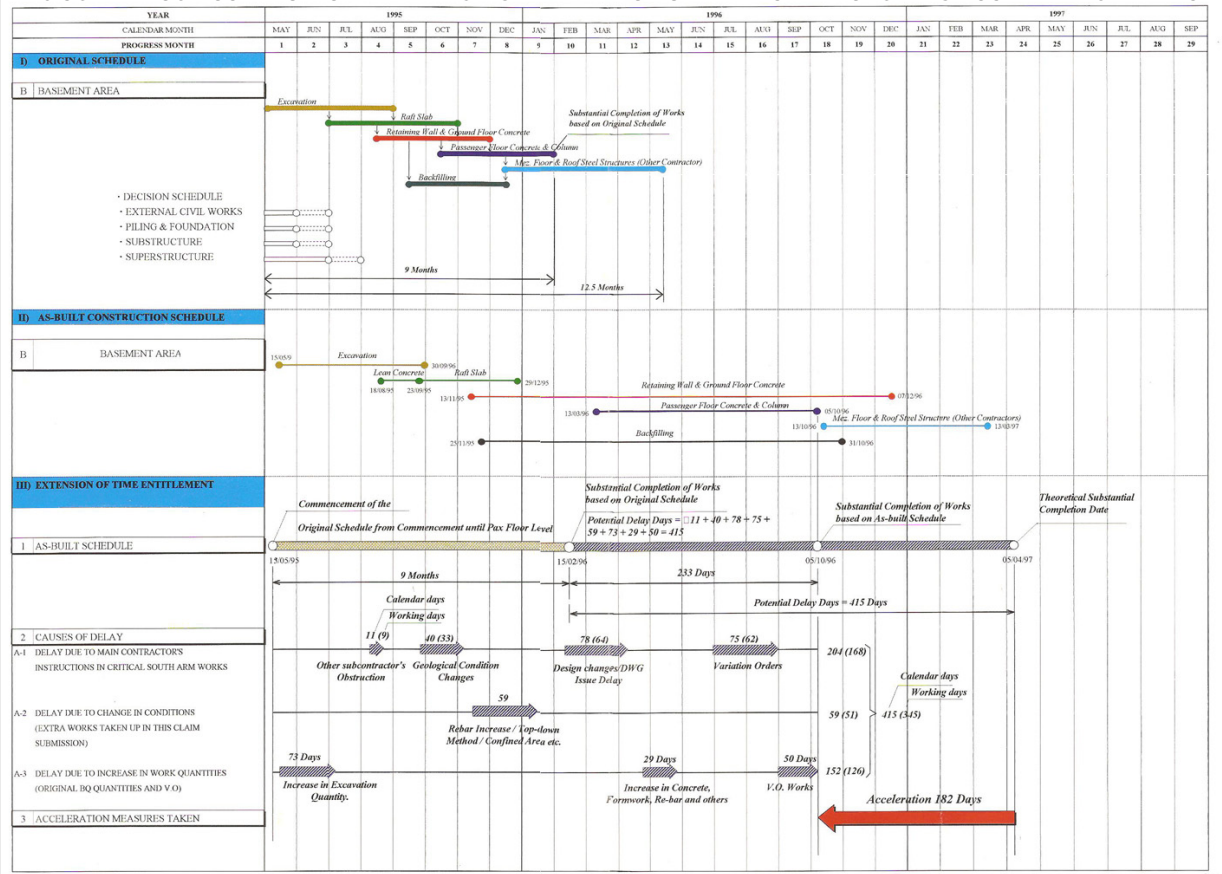 YEAR 1995 1996 1997
CALENDAR MONTH MAY JUN JUL AUG SEP OCT NOV DEC JAN FEB MAR APR MAY JUN JUL AUG SEP OCT NOV DEC JAN FEB MAR APR MAY JUN JUL AUG SEP
PROGRESS MONTH 1 2 3 4 5 6 7 8 9 10 11 12 13 14 15 16 17 18 19 20 21 22 23 24 25 26 27 28 29
I) ORIGINAL SCHEDULE
B BASEMENT AREA
Excavation
Substantial Completion of Works
based on Original Schedule
Raft Slab
Retaining Wall & Ground Floor Concrete
Passenger Floor Concrete & Column
Mez. Floor & Roof Steel Structures (Other Contractor)
Backfilling
· DECISION SCHEDULE
· EXTERNAL CIVIL WORKS
· PILING & FOUNDATION
· SUBSTRUCTURE
· SUPERSTRUCTURE
9 Months
12.5 Months
II) AS-BUILT CONSTRUCTION SCHEDULE
B BASEMENT AREA
15/05/9 Excavation 30/09/96
Lean Concrete Raft Slab 29/12/95
18/08/95 23/09/95
Retaining Wall & Ground Floor Concrete
13/11/95 07/12/96
Passenger Floor Concrete & Column
13/03/96 05/10/96
Mez. Floor & Roof Steel Structure (Other Contractors)
13/10/96 13/03/97
Backfilling
25/11/95 31/10/96
III) EXTENSION OF TIME ENTITLEMENT
Commencement of the
Original Schedule from Commencement until Pax Floor Level
Substantial Completion of Works
based on Original Schedule
Potential Delay Days = □11 + 40 + 78 + 75 +
59 + 73 + 29 + 50 = 415
Substantial Completion of Works
based on As-built Schedule
Theoretical Substantial
Completion Date
1 AS-BUILT SCHEDULE
15/05/95 15/02/96 05/10/96 05/04/97
9 Months 233 Days
Potential Delay Days = 415 Days
Calendar days
Working days
2 CAUSES OF DELAY
A-1 DELAY DUE TO MAIN CONTRACTOR'S
INSTRUCTIONS IN CRITICAL SOUTH ARM WORKS
11 (9) 40 (33) 78 (64) 75 (62) 204 (168)
Other subcontractor's
Obstruction
Geological Condition
Changes
Design changes/DWG
Issue Delay
Variation Orders
Calendar days
Working days
415 (345)
A-2 DELAY DUE TO CHANGE IN CONDITIONS
(EXTRA WORKS TAKEN UP IN THIS CLAIM
SUBMISSION)
59 59 (51)
Rebar Increase / Top-down
Method / Confined Area etc.
A-3 DELAY DUE TO INCREASE IN WORK QUANTITIES
(ORIGINAL BQ QUANTITIES AND V.O)
73 Days 29 Days 50 Days 152 (126)
Increase in Excavation
Quantity.
Increase in Concrete,
Formwork, Re-bar and others
V.O. Works
Acceleration 182 Days
3 ACCELERATION MEASURES TAKEN